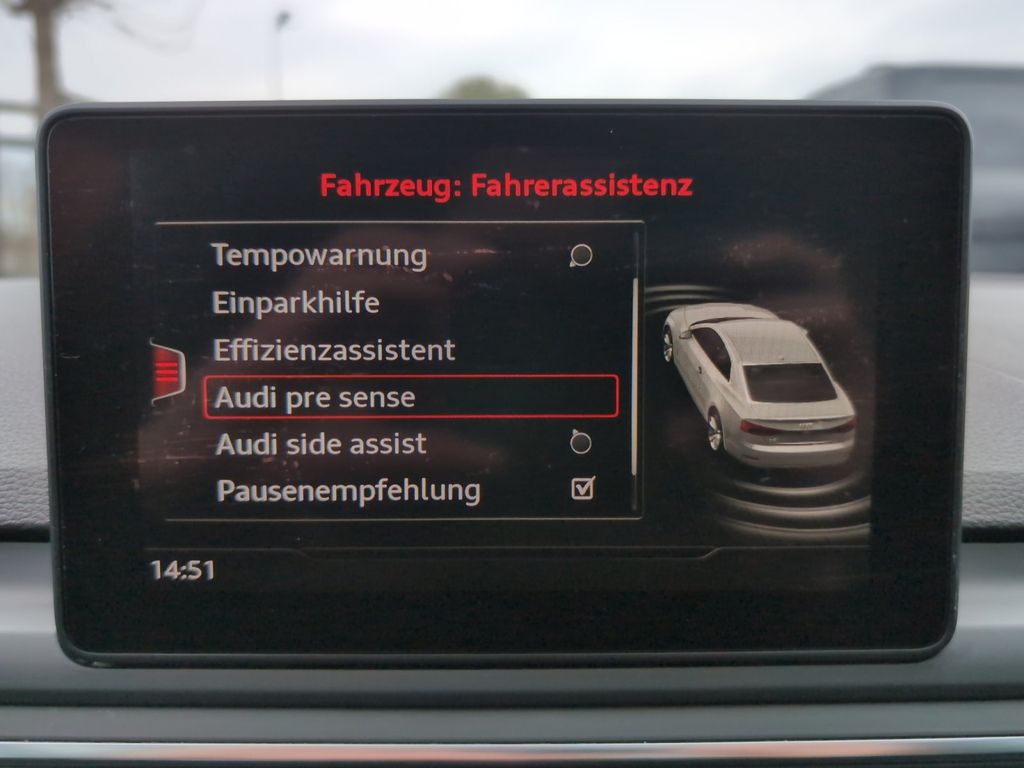 Fahrzeug: Fahrerassistenz
Tempowarnung
Einparkhilfe
Effizienzassistent
Audi pre sense
Audi side assist
Pausenempfehlung
14:51